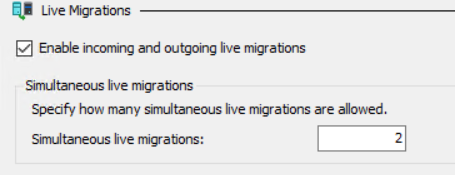 Live Migrations
Enable incoming and outgoing live migrations
Simultaneous live migrations
Specify how many simultaneous live migrations are allowed.
Simultaneous live migrations: 2